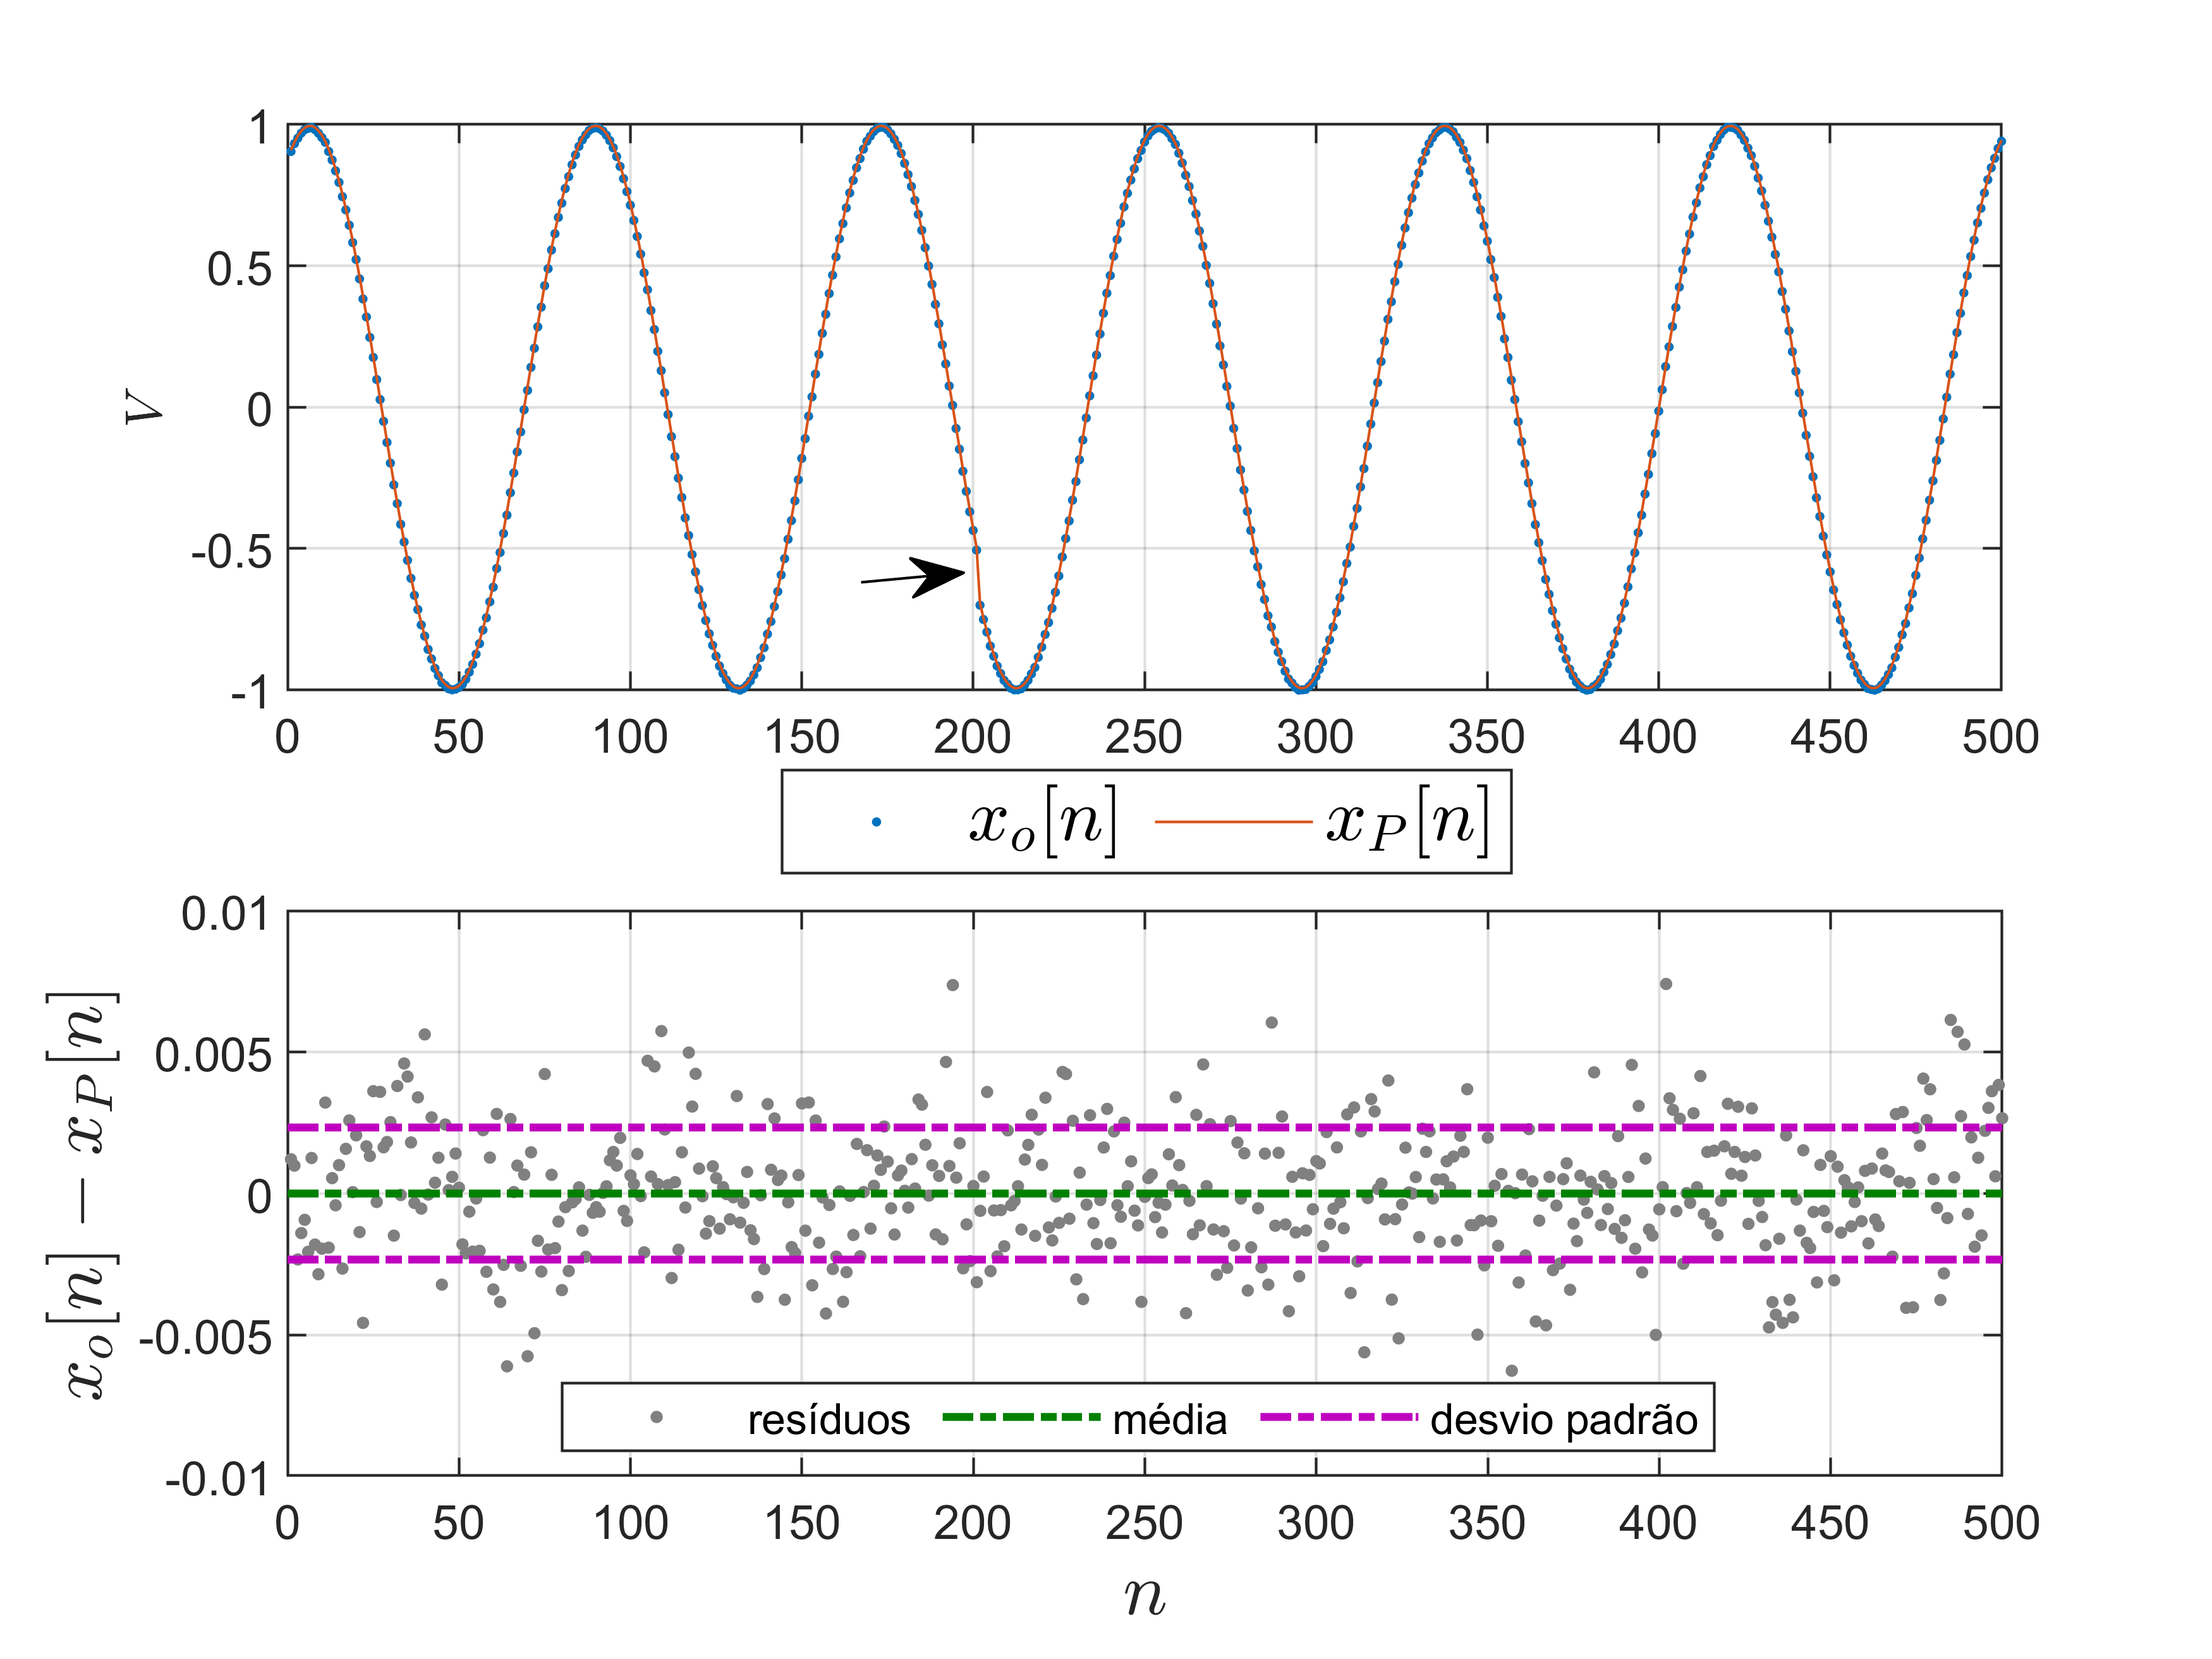 1
0.5
0
-0.5
-1
V
0 50 100 150 200 250 300 350 400 450 500
x_o[n] x_P[n]
0.01
0.005
0
-0.005
-0.01
x_o[n] − x_P[n]
resíduos média desvio padrão
0 50 100 150 200 250 300 350 400 450 500
n